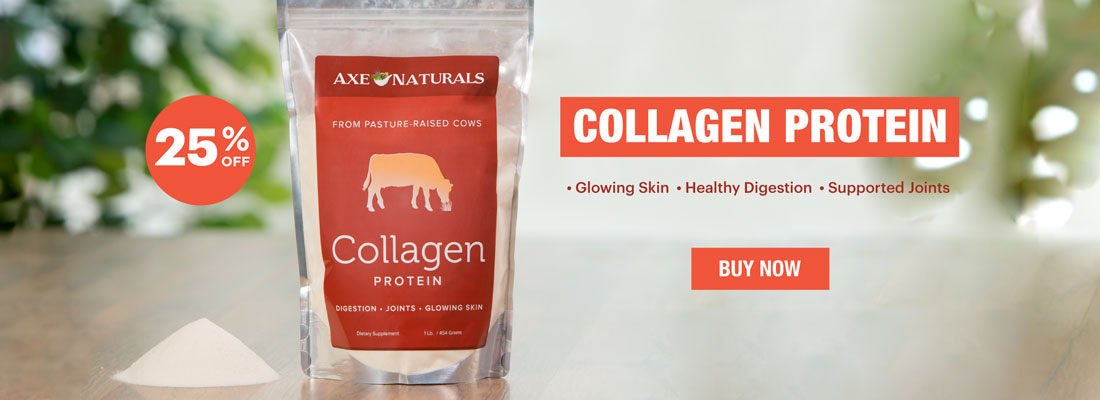 25%
OFF
AXE NATURALS
FROM PASTURE-RAISED COWS
Collagen
PROTEIN
DIGESTION • JOINTS • GLOWING SKIN
Dietary Supplement 1 Lb. / 454 Grams
COLLAGEN PROTEIN
• Glowing Skin • Healthy Digestion • Supported Joints
BUY NOW